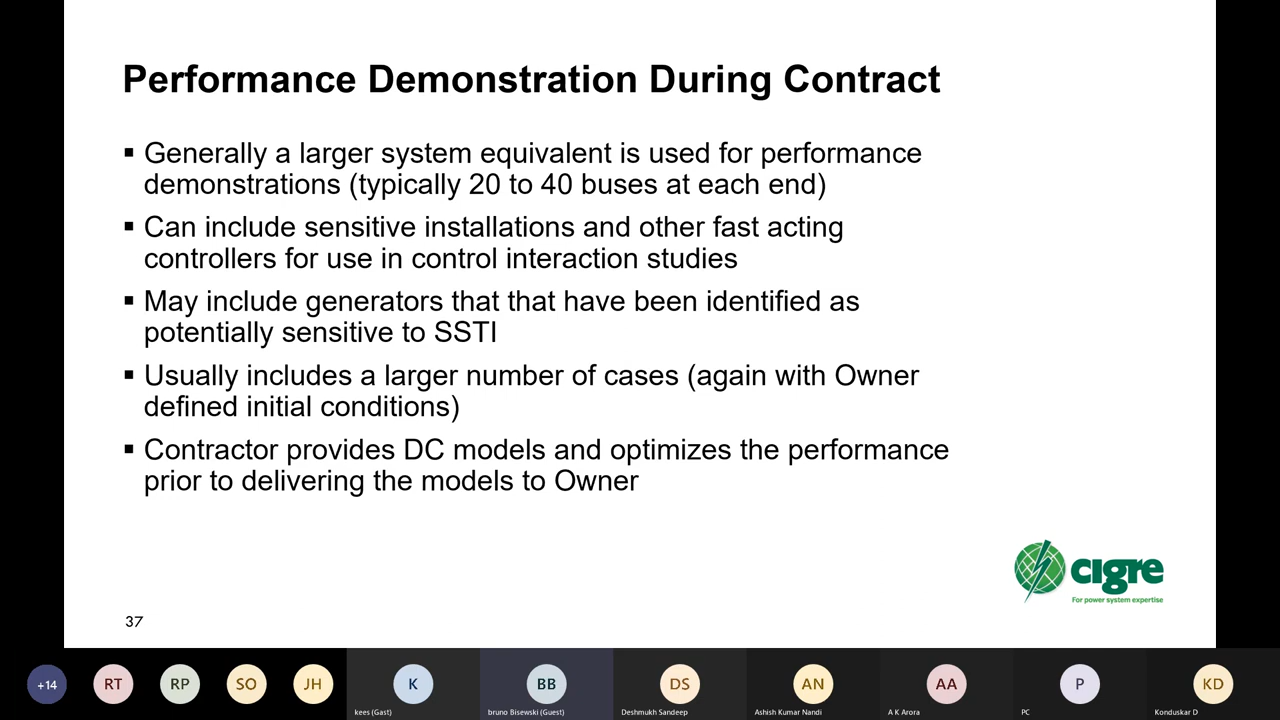 Performance Demonstration During Contract
▪ Generally a larger system equivalent is used for performance
demonstrations (typically 20 to 40 buses at each end)
▪ Can include sensitive installations and other fast acting
controllers for use in control interaction studies
▪ May include generators that that have been identified as
potentially sensitive to SSTI
▪ Usually includes a larger number of cases (again with Owner
defined initial conditions)
▪ Contractor provides DC models and optimizes the performance
prior to delivering the models to Owner
cigre
For power system expertise
37
+14
RT
RP
SO
JH
K
BB
DS
AN
AA
P
KD
kees (Gast)
bruno Bisewski (Guest)
Deshmukh Sandeep
Ashish Kumar Nandi
A K Arora
PC
Konduskar D